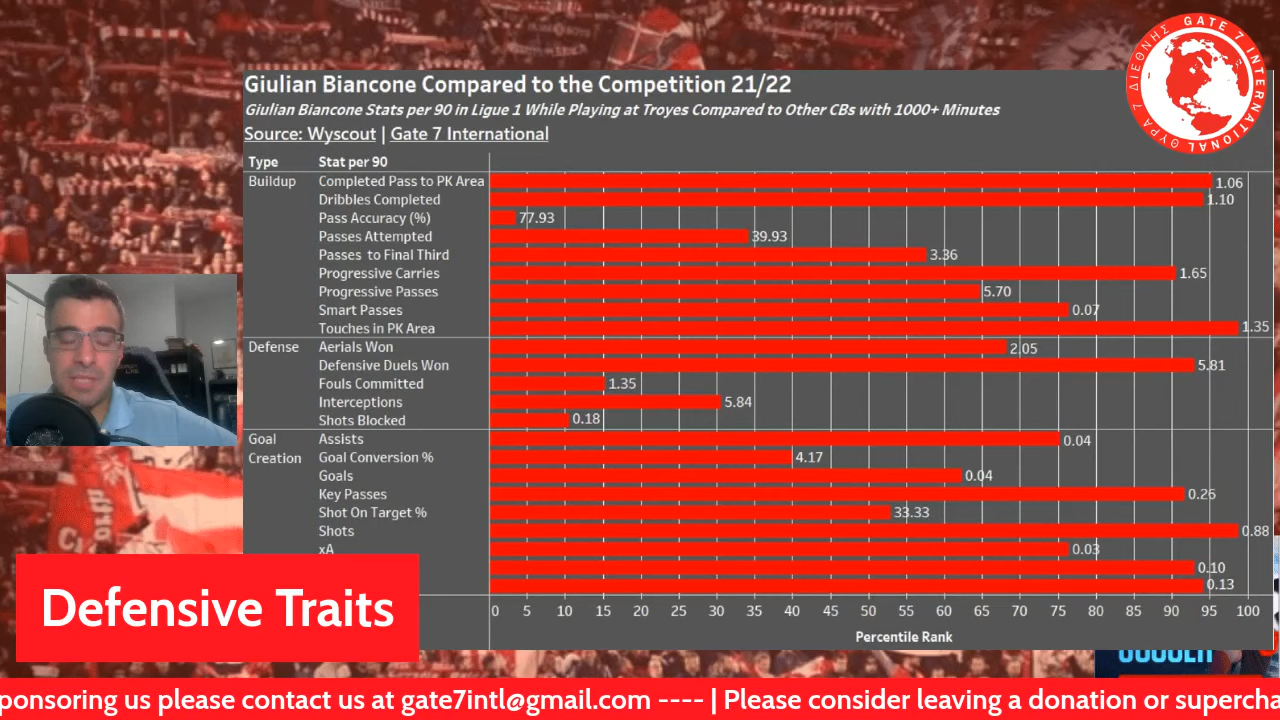 Giulian Biancone Compared to the Competition 21/22
Giulian Biancone Stats per 90 in Ligue 1 While Playing at Troyes Compared to Other CBs with 1000+ Minutes
Source: Wyscout | Gate 7 International
GATE 7 INTERNATIONAL ΘΥΡΑ 7 ΔΙΕΘΝΗΣ
Type Stat per 90
Buildup Completed Pass to PK Area 1.06
Dribbles Completed 1.10
Pass Accuracy (%) 77.93
Passes Attempted 39.93
Passes to Final Third 3.36
Progressive Carries 1.65
Progressive Passes 5.70
Smart Passes 0.07
Touches in PK Area 1.35
Defense Aerials Won 2.05
Defensive Duels Won 5.81
Fouls Committed 1.35
Interceptions 5.84
Shots Blocked 0.18
Goal Assists 0.04
Creation Goal Conversion % 4.17
Goals 0.04
Key Passes 0.26
Shot On Target % 33.33
Shots 0.88
xA 0.03
0.10
0.13
0 5 10 15 20 25 30 35 40 45 50 55 60 65 70 75 80 85 90 95 100
Percentile Rank
Defensive Traits
ponsoring us please contact us at gate7intl@gmail.com ---- | Please consider leaving a donation or supercha